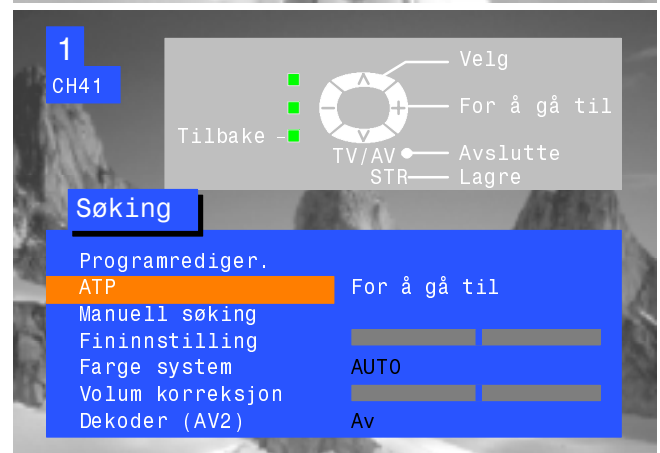 1
CH41
Velg
For å gå til
Tilbake
TV/AV Avslutte
STR Lagre
Søking
Programrediger.
ATP For å gå til
Manuell søking
Fininnstilling
Farge system AUTO
Volum korreksjon
Dekoder (AV2) Av